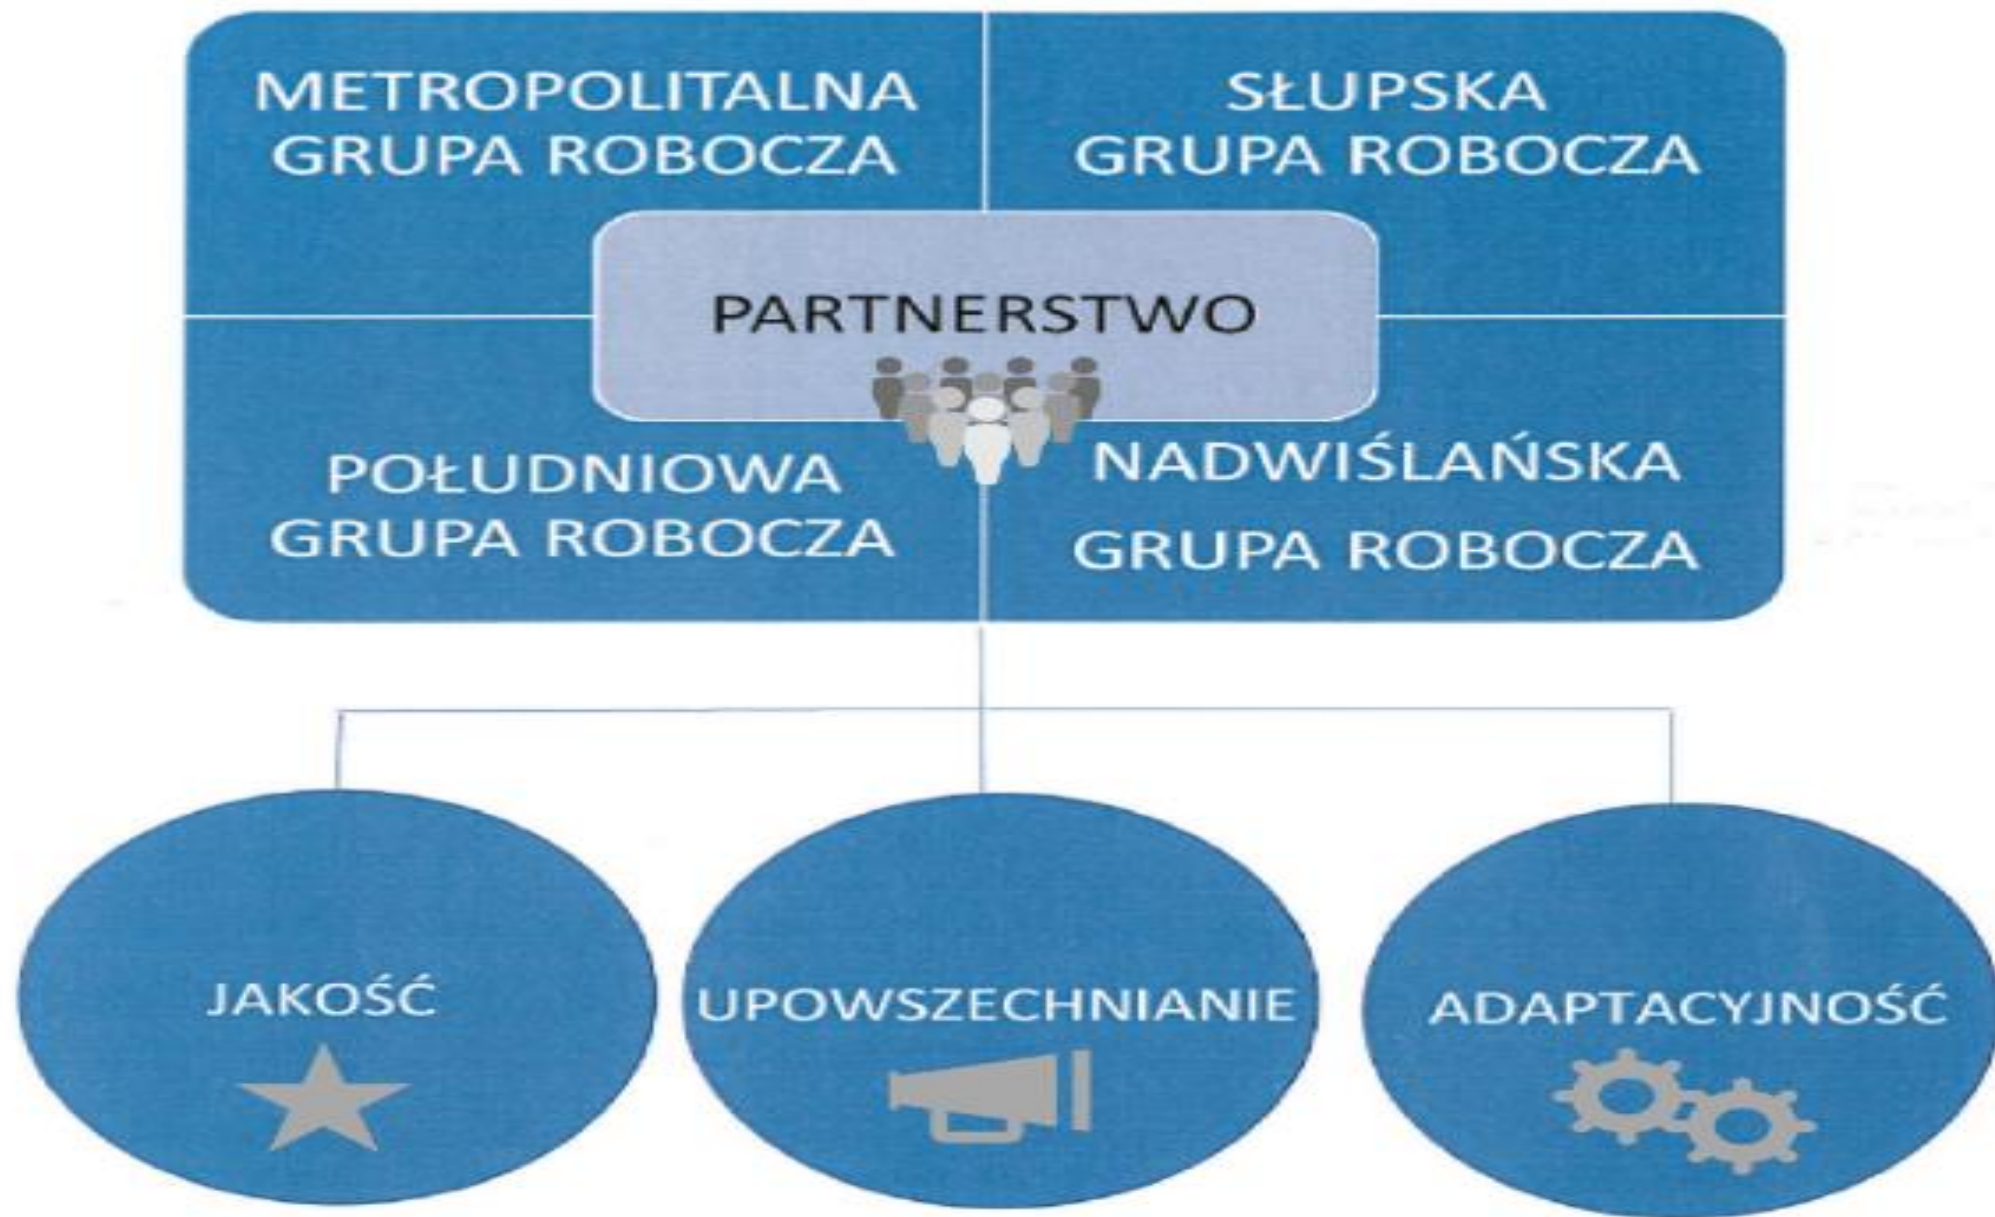 METROPOLITALNA
GRUPA ROBOCZA
SŁUPSKA
GRUPA ROBOCZA
PARTNERSTWO
POŁUDNIOWA
GRUPA ROBOCZA
NADWIŚLAŃSKA
GRUPA ROBOCZA
JAKOŚĆ
UPOWSZECHNIANIE
ADAPTACYJNOŚĆ